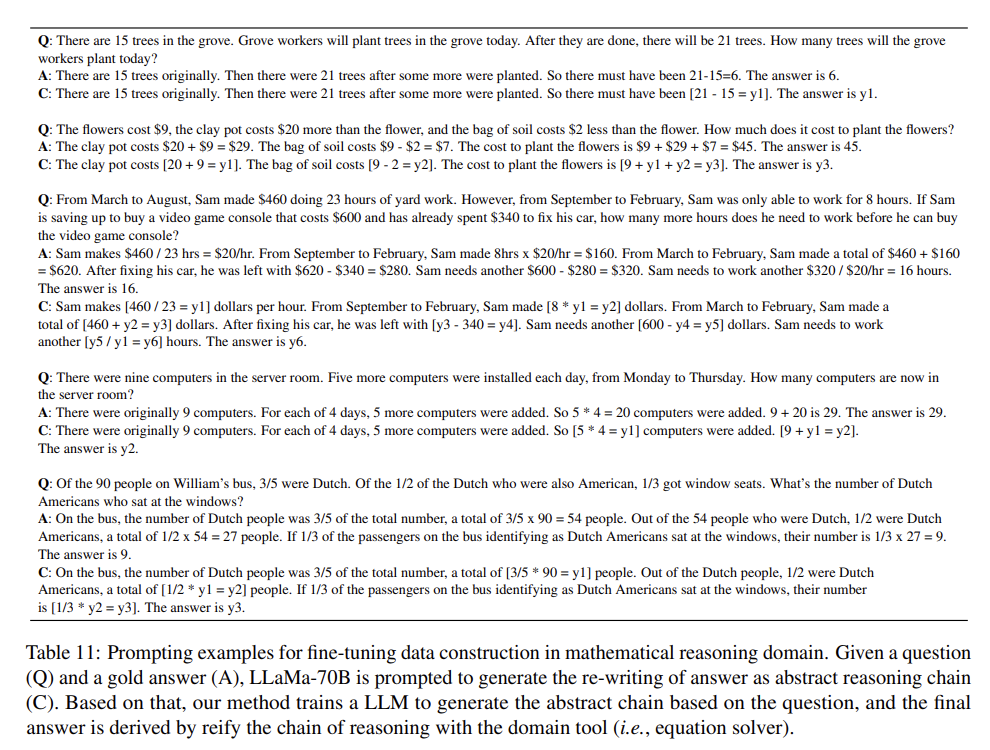 Q: There are 15 trees in the grove. Grove workers will plant trees in the grove today. After they are done, there will be 21 trees. How many trees will the grove
workers plant today?
A: There are 15 trees originally. Then there were 21 trees after some more were planted. So there must have been 21-15=6. The answer is 6.
C: There are 15 trees originally. Then there were 21 trees after some more were planted. So there must have been [21 - 15 = y1]. The answer is y1.
Q: The flowers cost $9, the clay pot costs $20 more than the flower, and the bag of soil costs $2 less than the flower. How much does it cost to plant the flowers?
A: The clay pot costs $20 + $9 = $29. The bag of soil costs $9 - $2 = $7. The cost to plant the flowers is $9 + $29 + $7 = $45. The answer is 45.
C: The clay pot costs [20 + 9 = y1]. The bag of soil costs [9 - 2 = y2]. The cost to plant the flowers is [9 + y1 + y2 = y3]. The answer is y3.
Q: From March to August, Sam made $460 doing 23 hours of yard work. However, from September to February, Sam was only able to work for 8 hours. If Sam
is saving up to buy a video game console that costs $600 and has already spent $340 to fix his car, how many more hours does he need to work before he can buy
the video game console?
A: Sam makes $460 / 23 hrs = $20/hr. From September to February, Sam made 8hrs x $20/hr = $160. From March to February, Sam made a total of $460 + $160
= $620. After fixing his car, he was left with $620 - $340 = $280. Sam needs another $600 - $280 = $320. Sam needs to work another $320 / $20/hr = 16 hours.
The answer is 16.
C: Sam makes [460 / 23 = y1] dollars per hour. From September to February, Sam made [8 * y1 = y2] dollars. From March to February, Sam made a
total of [460 + y2 = y3] dollars. After fixing his car, he was left with [y3 - 340 = y4]. Sam needs another [600 - y4 = y5] dollars. Sam needs to work
another [y5 / y1 = y6] hours. The answer is y6.
Q: There were nine computers in the server room. Five more computers were installed each day, from Monday to Thursday. How many computers are now in
the server room?
A: There were originally 9 computers. For each of 4 days, 5 more computers were added. So 5 * 4 = 20 computers were added. 9 + 20 is 29. The answer is 29.
C: There were originally 9 computers. For each of 4 days, 5 more computers were added. So [5 * 4 = y1] computers were added. [9 + y1 = y2].
The answer is y2.
Q: Of the 90 people on William's bus, 3/5 were Dutch. Of the 1/2 of the Dutch who were also American, 1/3 got window seats. What's the number of Dutch
Americans who sat at the windows?
A: On the bus, the number of Dutch people was 3/5 of the total number, a total of 3/5 x 90 = 54 people. Out of the 54 people who were Dutch, 1/2 were Dutch
Americans, a total of 1/2 x 54 = 27 people. If 1/3 of the passengers on the bus identifying as Dutch Americans sat at the windows, their number is 1/3 x 27 = 9.
The answer is 9.
C: On the bus, the number of Dutch people was 3/5 of the total number, a total of [3/5 * 90 = y1] people. Out of the Dutch people, 1/2 were Dutch
Americans, a total of [1/2 * y1 = y2] people. If 1/3 of the passengers on the bus identifying as Dutch Americans sat at the windows, their number
is [1/3 * y2 = y3]. The answer is y3.
Table 11: Prompting examples for fine-tuning data construction in mathematical reasoning domain. Given a question
(Q) and a gold answer (A), LLaMa-70B is prompted to generate the re-writing of answer as abstract reasoning chain
(C). Based on that, our method trains a LLM to generate the abstract chain based on the question, and the final
answer is derived by reify the chain of reasoning with the domain tool (i.e., equation solver).